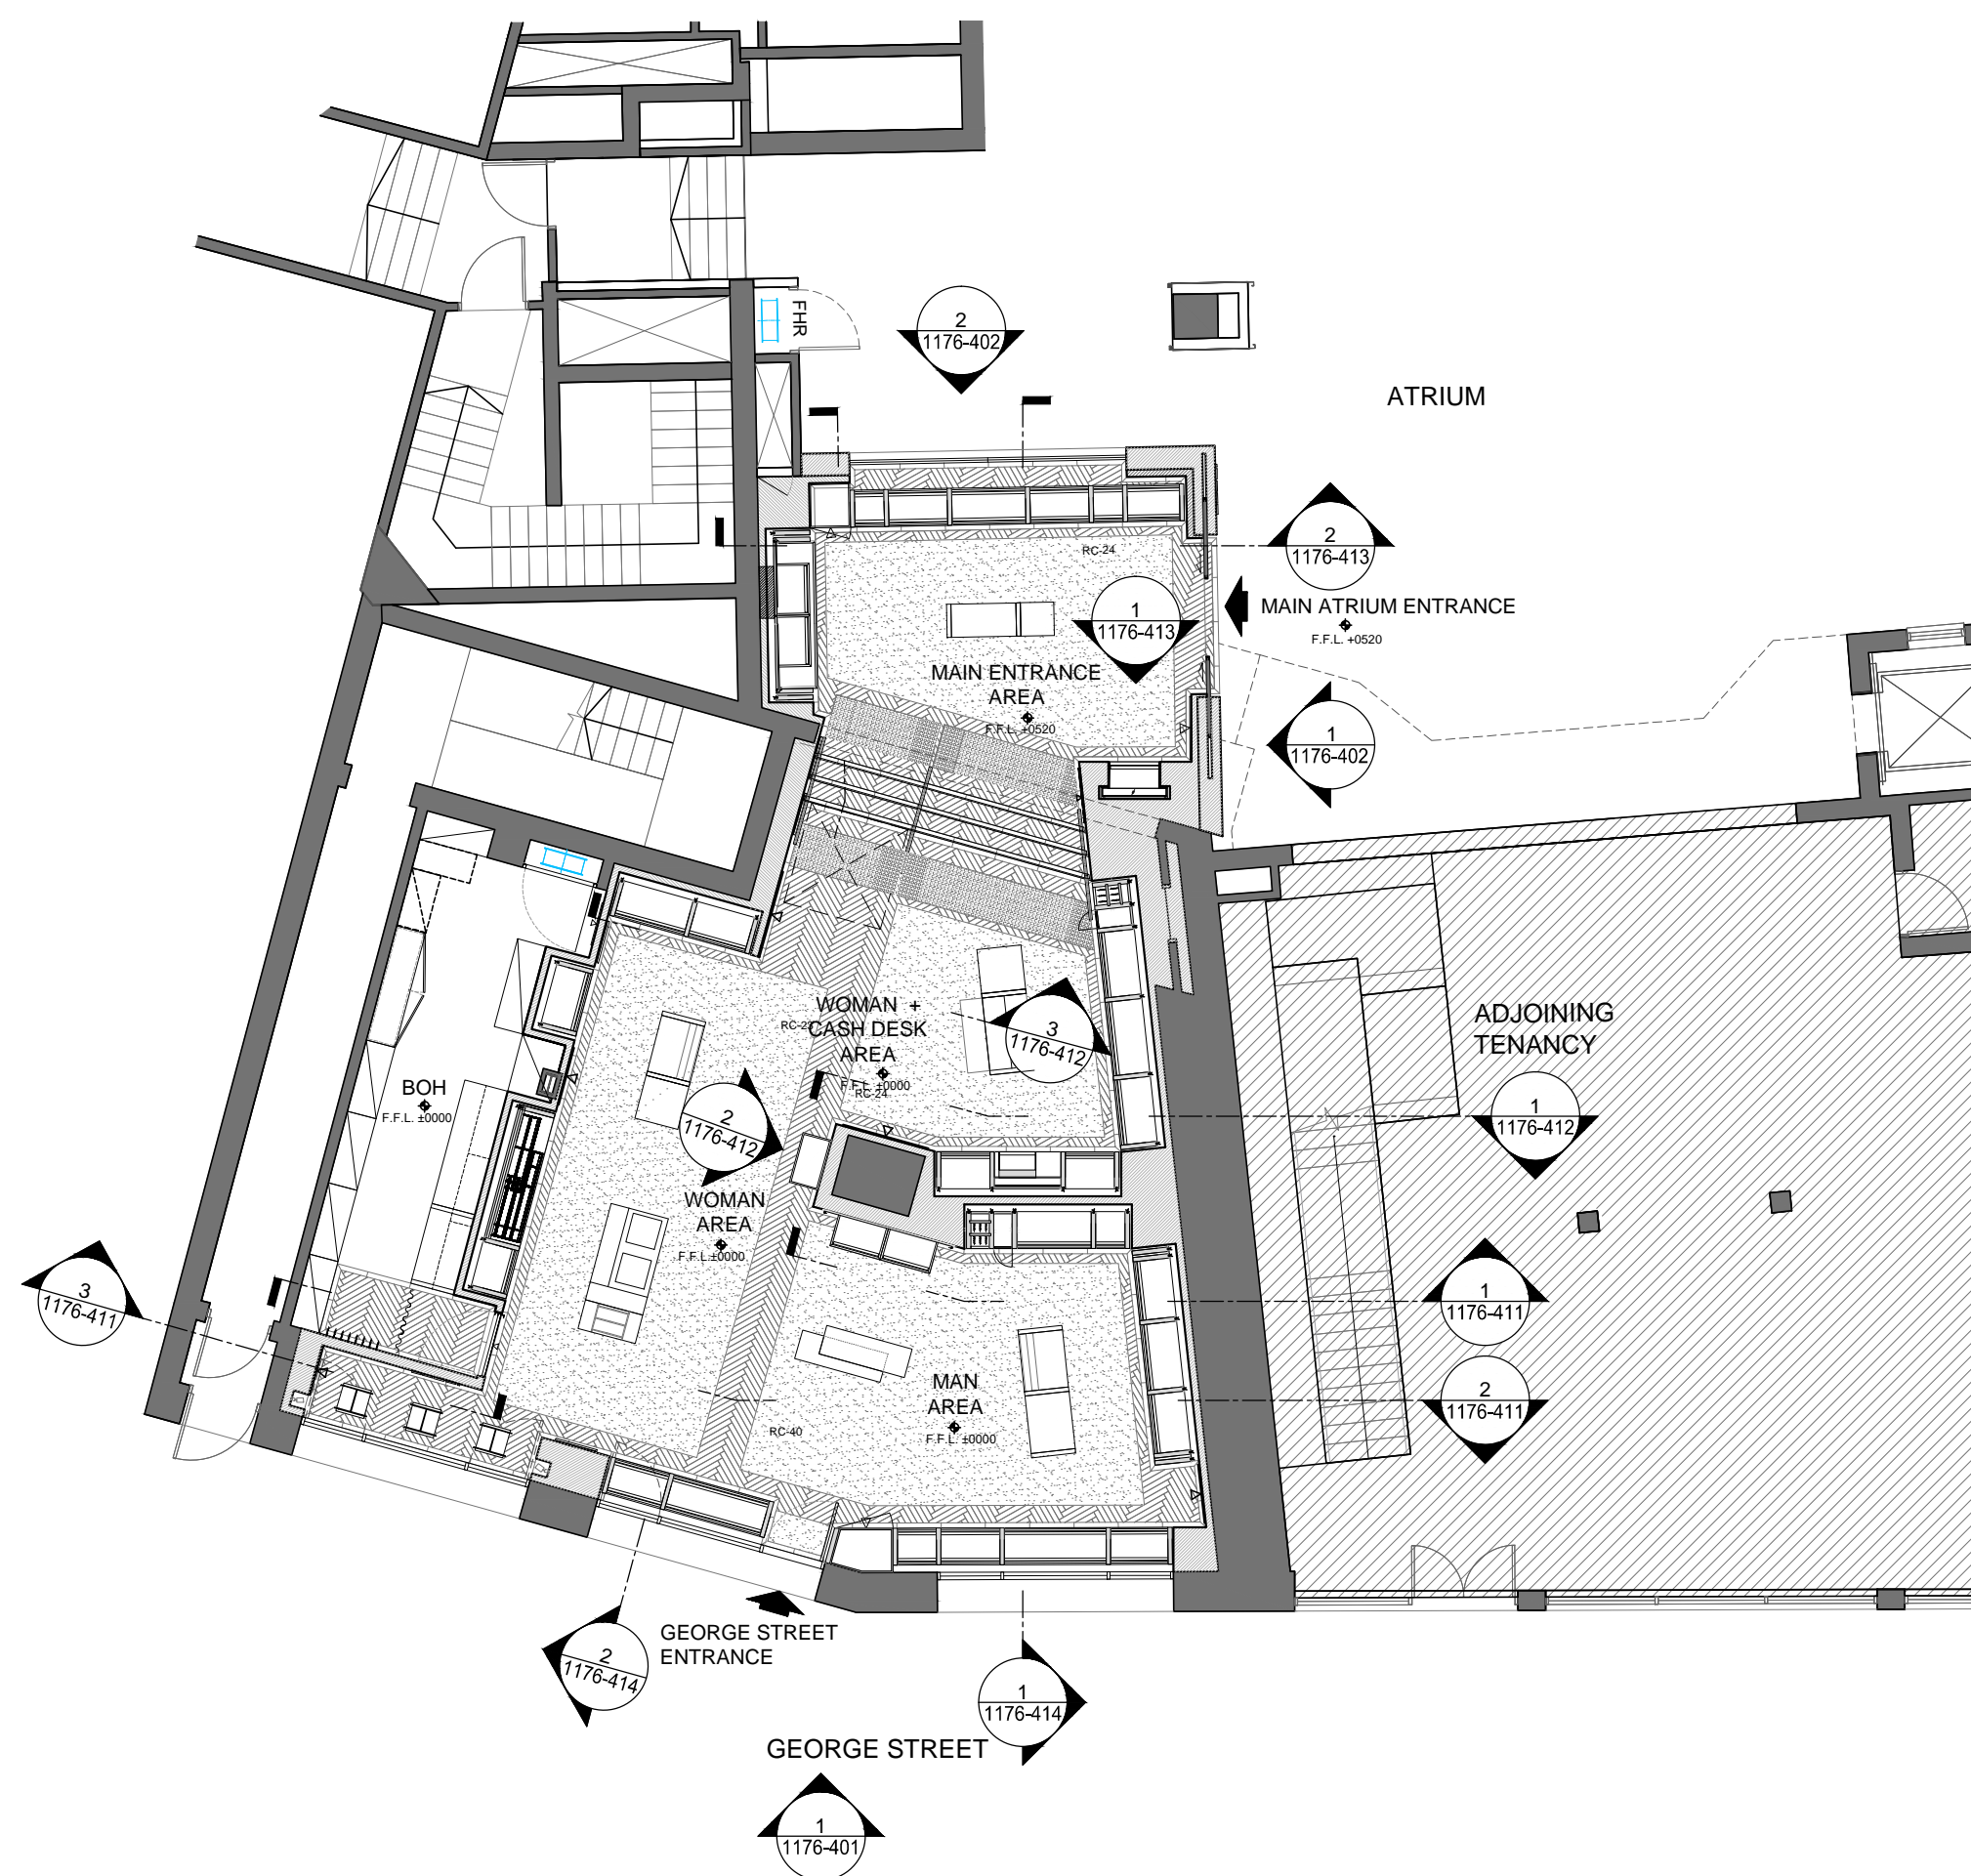 FHR
2
1176-402
ATRIUM
RC-24
2
1176-413
1
1176-413
MAIN ATRIUM ENTRANCE
F.F.L. +0520
MAIN ENTRANCE
AREA
F.F.L. +0520
1
1176-402
WOMAN +
RC-23
CASH DESK
AREA
F.F.L. ±0000
RC-24
3
1176-412
ADJOINING
TENANCY
BOH
F.F.L. ±0000
2
1176-412
1
1176-412
WOMAN
AREA
F.F.L.±0000
3
1176-411
1
1176-411
MAN
AREA
F.F.L. ±0000
2
1176-411
RC-40
GEORGE STREET
ENTRANCE
2
1176-414
1
1176-414
GEORGE STREET
1
1176-401